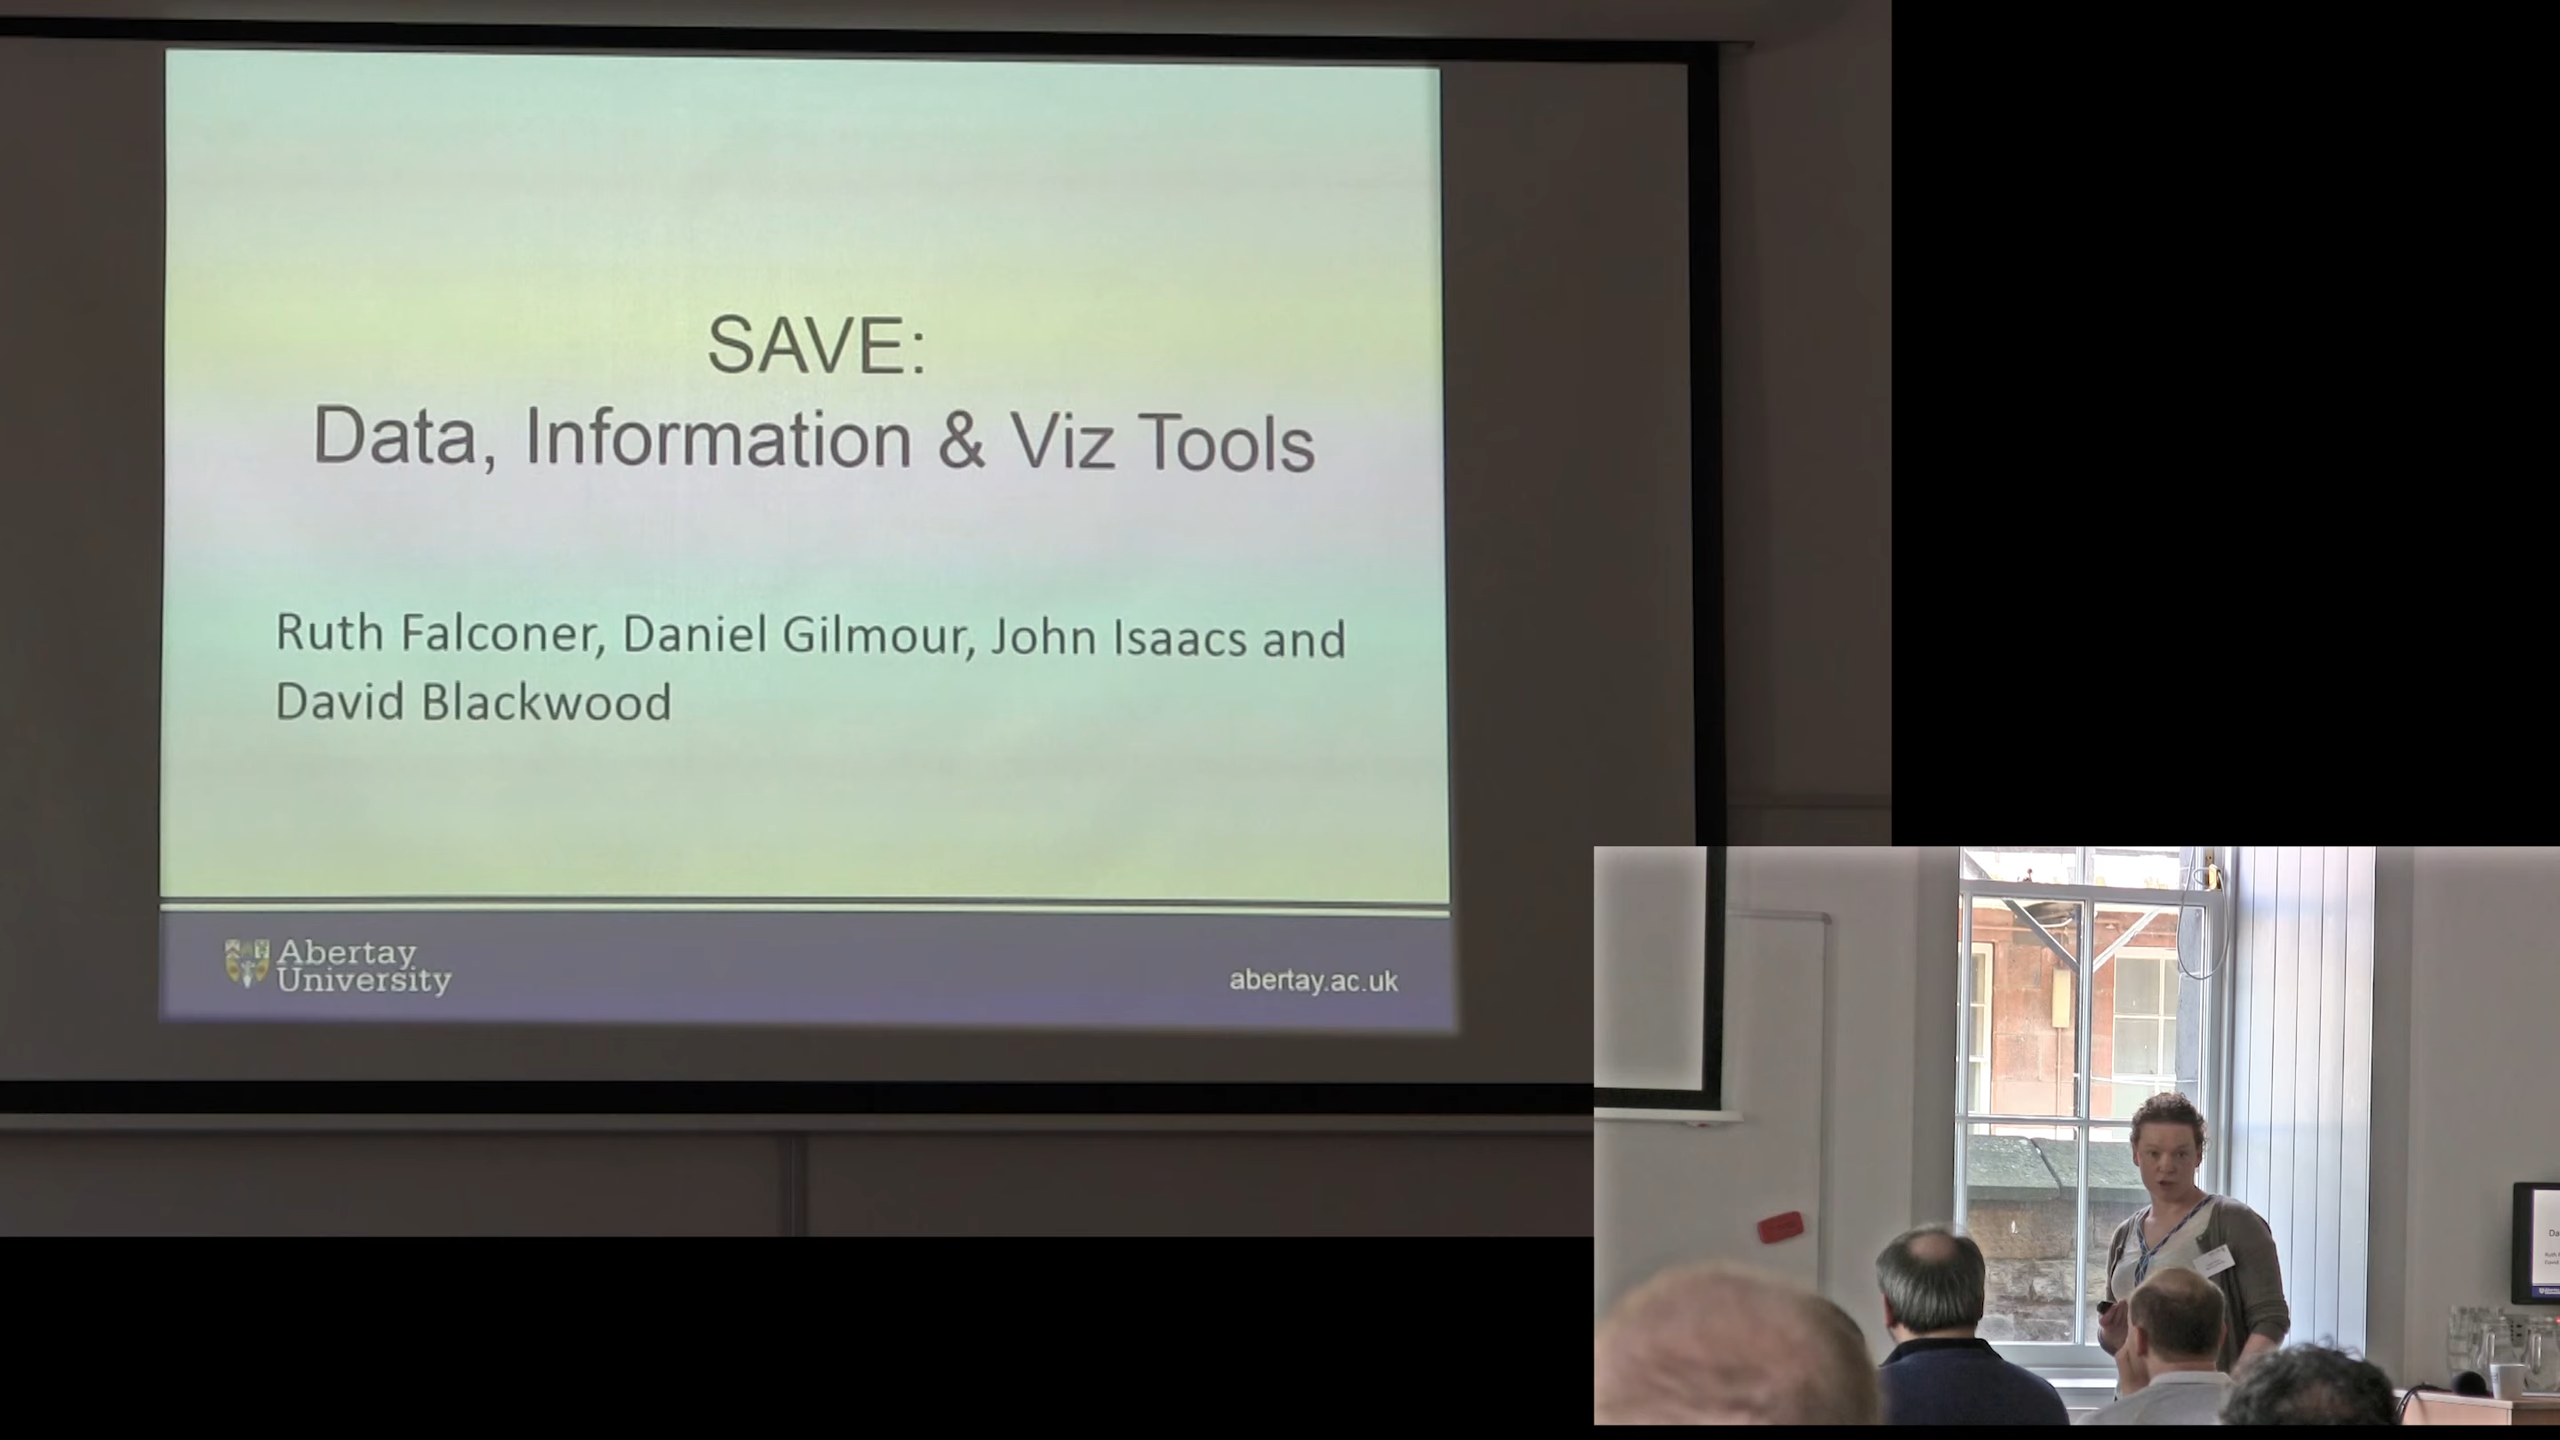 SAVE:
Data, Information & Viz Tools
Ruth Falconer, Daniel Gilmour, John Isaacs and
David Blackwood
Abertay
University
abertay.ac.uk